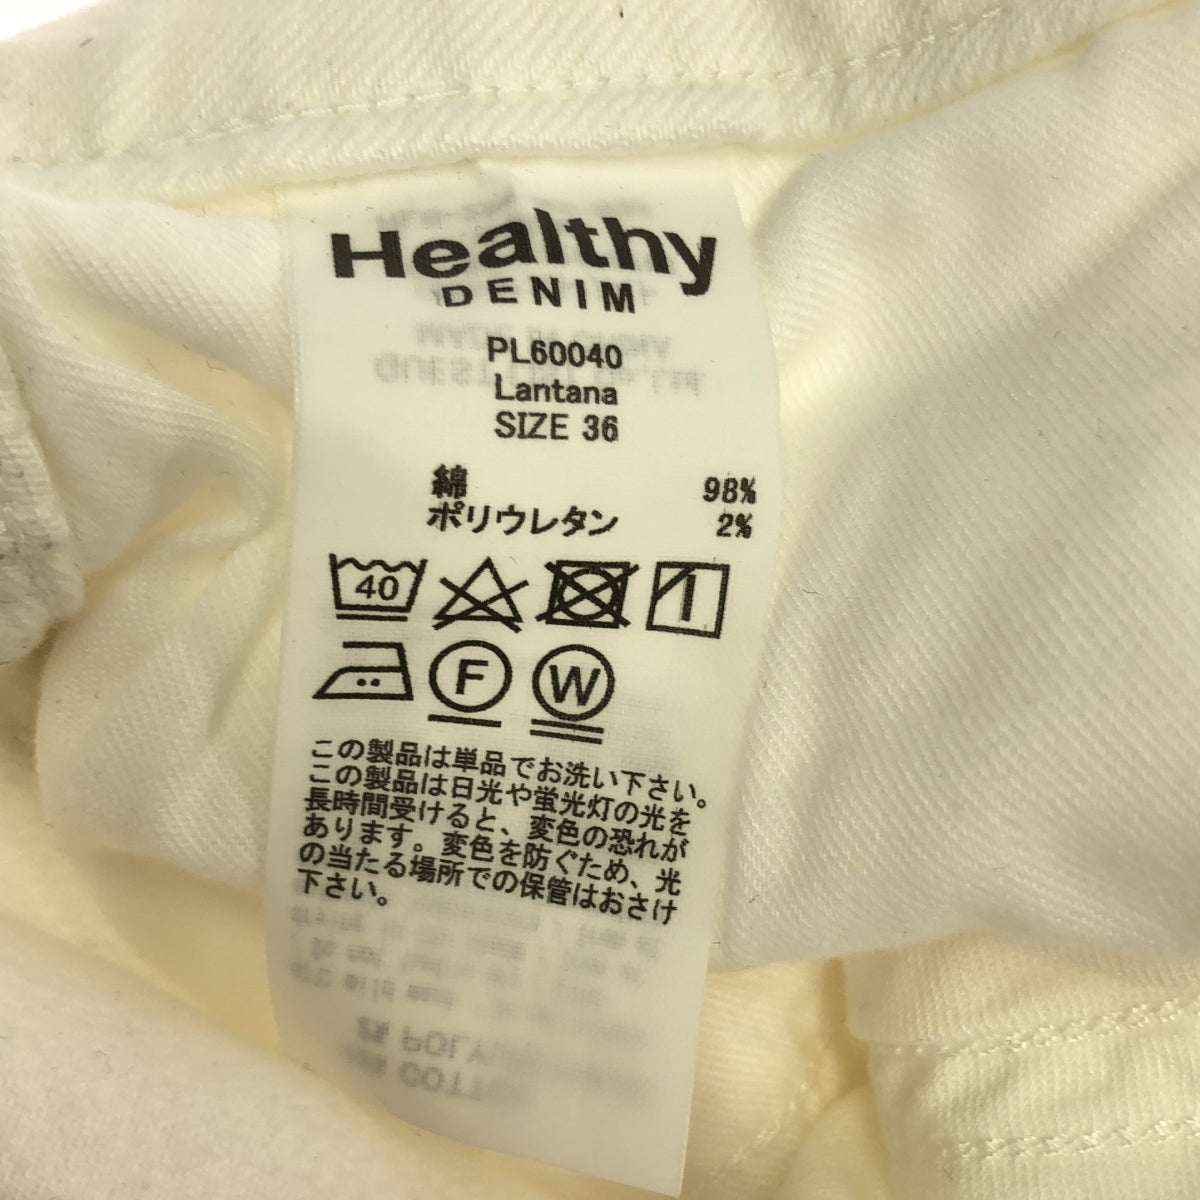 Healthy
DENIM
PL60040
Lantana
SIZE 36
綿 98%
ポリウレタン 2%
40
F W
この製品は単品でお洗い下さい。
この製品は日光や蛍光灯の光を
長時間受けると、変色の恐れが
あります。変色を防ぐため、光
の当たる場所での保管はおさけ
下さい。